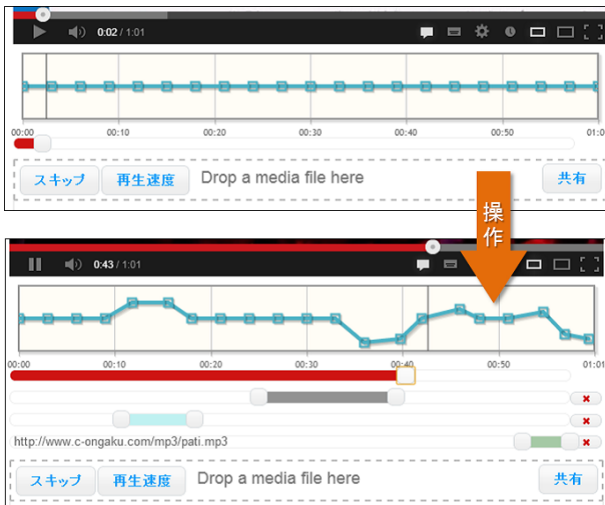 0:02 / 1:01
00:00 00:10 00:20 00:30 00:40 00:50 01:0
スキップ 再生速度 Drop a media file here 共有
操作
0:43 / 1:01
00:00 00:10 00:20 00:30 00:40 00:50 01:01
http://www.c-ongaku.com/mp3/pati.mp3
スキップ 再生速度 Drop a media file here 共有